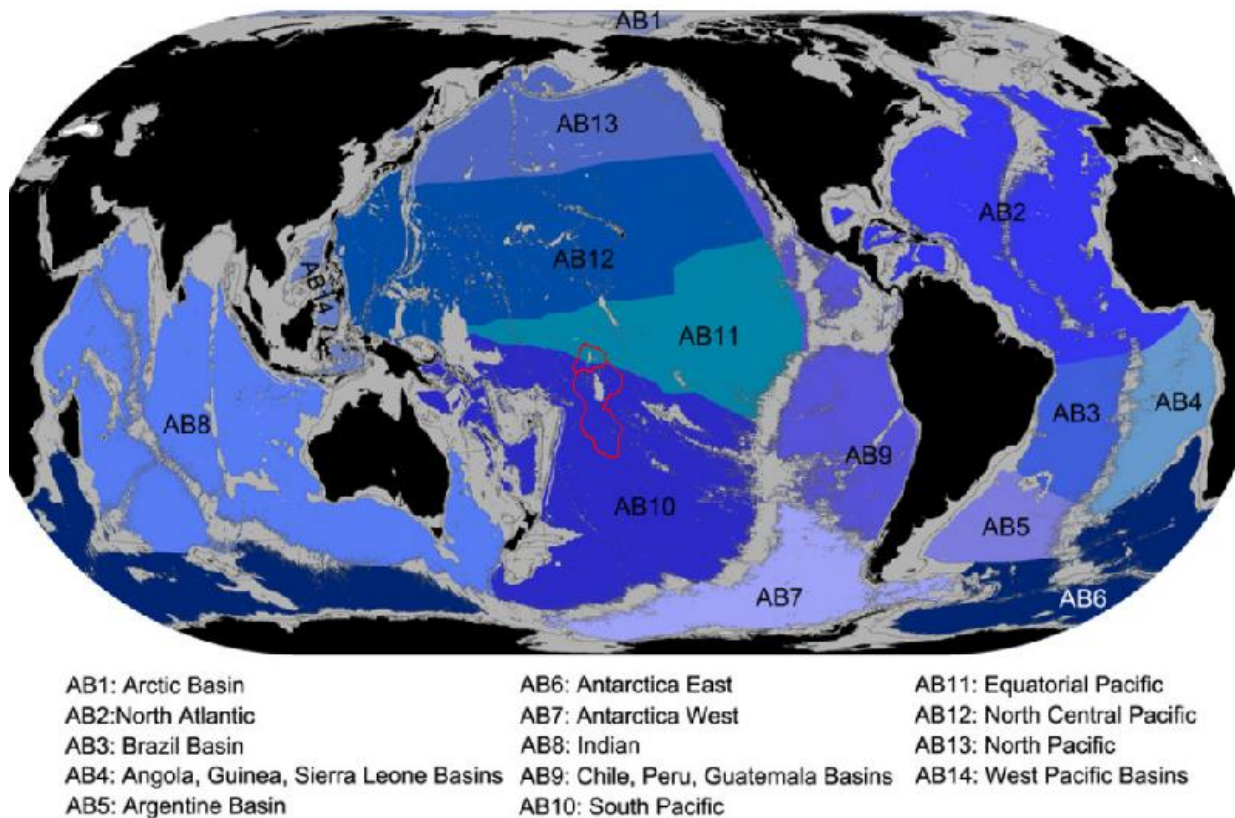 AB1
AB13
AB2
AB12
AB14
AB11
AB8
AB3
AB4
AB9
AB10
AB5
AB7
AB6
AB1: Arctic Basin
AB2:North Atlantic
AB3: Brazil Basin
AB4: Angola, Guinea, Sierra Leone Basins
AB5: Argentine Basin
AB6: Antarctica East
AB7: Antarctica West
AB8: Indian
AB9: Chile, Peru, Guatemala Basins
AB10: South Pacific
AB11: Equatorial Pacific
AB12: North Central Pacific
AB13: North Pacific
AB14: West Pacific Basins